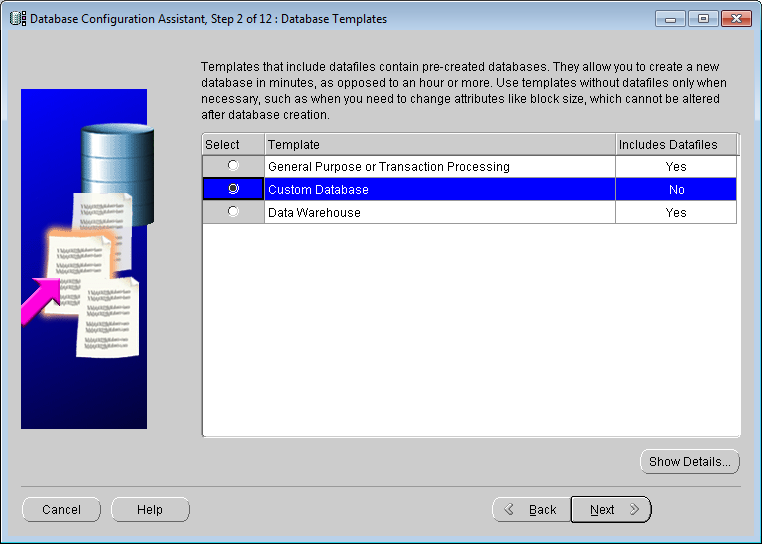 Database Configuration Assistant, Step 2 of 12 : Database Templates
Templates that include datafiles contain pre-created databases. They allow you to create a new
database in minutes, as opposed to an hour or more. Use templates without datafiles only when
necessary, such as when you need to change attributes like block size, which cannot be altered
after database creation.
Select Template Includes Datafiles
General Purpose or Transaction Processing Yes
Custom Database No
Data Warehouse Yes
Show Details...
Cancel Help Back Next